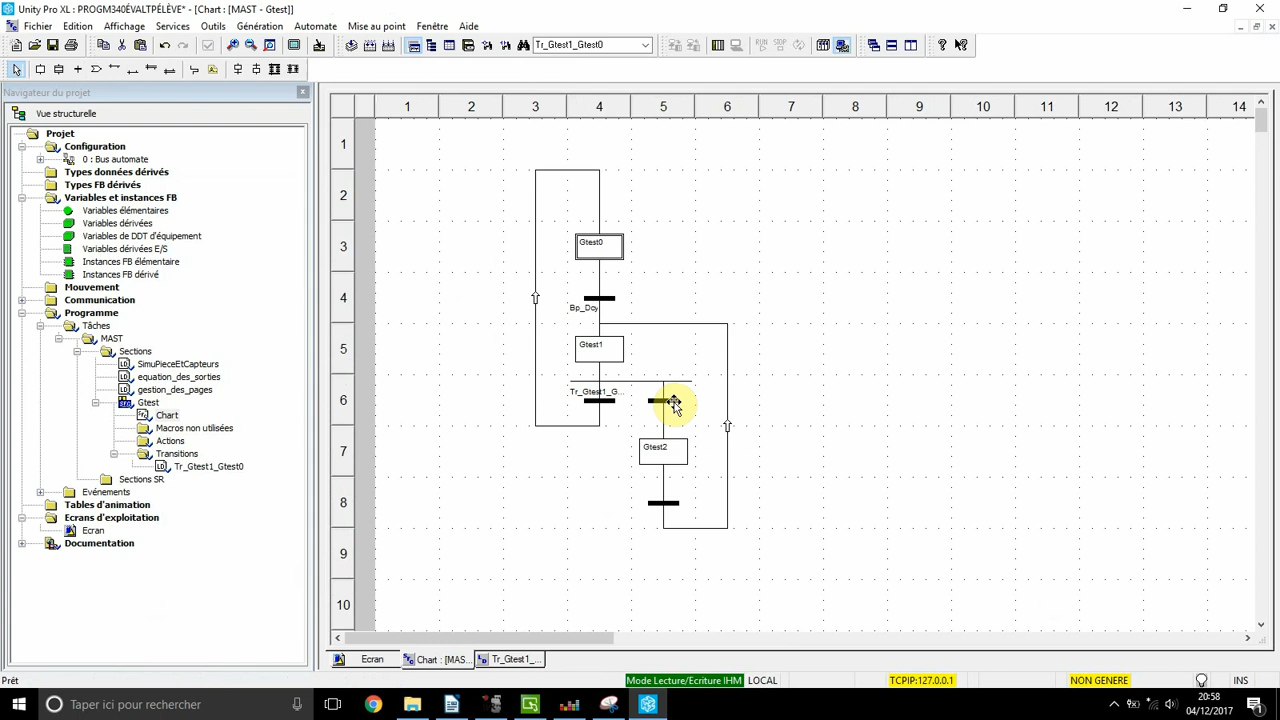 Unity Pro XL : PROGM340ÉVALTPÉLÈVE* - [Chart : [MAST - Gtest]]
Fichier Edition Affichage Services Outils Génération Automate Mise au point Fenêtre Aide
Tr_Gtest1_Gtest0
Navigateur du projet
Vue structurelle
Projet
Configuration
0 : Bus automate
Types données dérivés
Types FB dérivés
Variables et instances FB
Variables élémentaires
Variables dérivées
Variables de DDT d'équipement
Variables dérivées E/S
Instances FB élémentaire
Instances FB dérivé
Mouvement
Communication
Programme
Tâches
MAST
Sections
SimuPieceEtCapteurs
equation_des_sorties
gestion_des_pages
Gtest
Chart
Macros non utilisées
Actions
Transitions
Tr_Gtest1_Gtest0
Sections SR
Evénements
Tables d'animation
Ecrans d'exploitation
Ecran
Documentation
1 2 3 4 5 6 7 8 9 10 11 12 13 14
1
2
3
4
5
6
7
8
9
10
Gtest0
Bp_Dcy
Gtest1
Tr_Gtest1_G...
Gtest2
Ecran
Chart : [MAS...
Tr_Gtest1_...
Prêt
Mode Lecture/Ecriture IHM LOCAL TCPIP:127.0.0.1 NON GENERE INS
Taper ici pour rechercher
20:58
04/12/2017